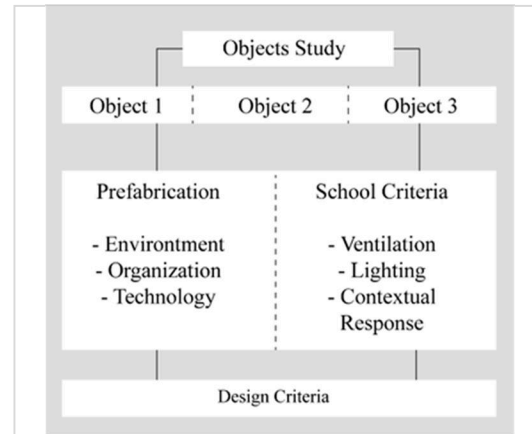 Objects Study
Object 1
Object 2
Object 3
Prefabrication
- Environtment
- Organization
- Technology
School Criteria
- Ventilation
- Lighting
- Contextual
Response
Design Criteria